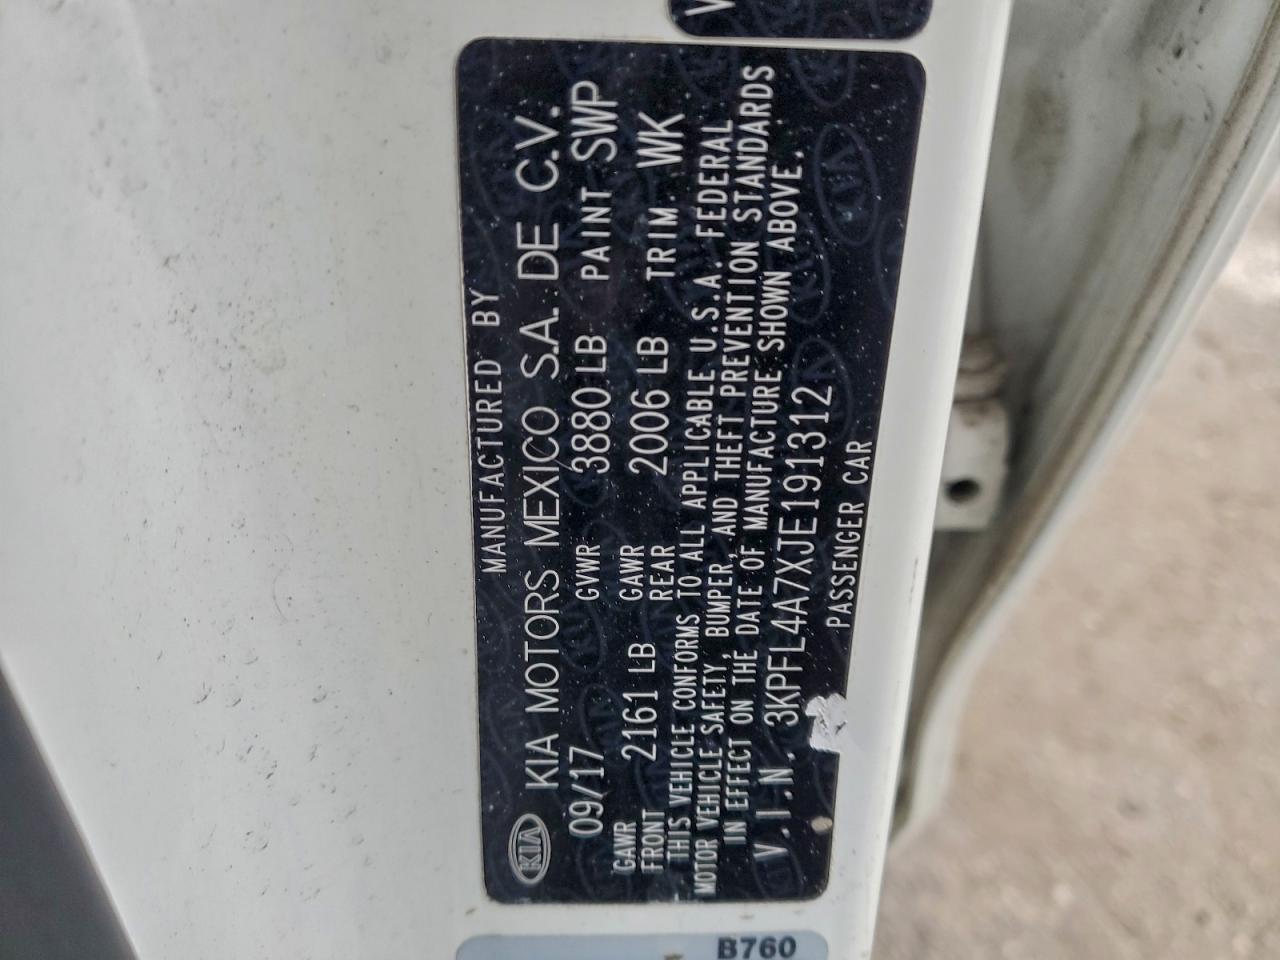 MANUFACTURED BY
KIA KIA MOTORS MEXICO S.A. DE C.V.
09/17 GVWR 3880 LB PAINT SWP
GAWR FRONT 2161 LB GAWR REAR 2006 LB TRIM WK
THIS VEHICLE CONFORMS TO ALL APPLICABLE U.S.A. FEDERAL
MOTOR VEHICLE SAFETY, BUMPER, AND THEFT PREVENTION STANDARDS
IN EFFECT ON THE DATE OF MANUFACTURE SHOWN ABOVE.
V.I.N. 3KPFL4A7XJE191312
PASSENGER CAR
B760